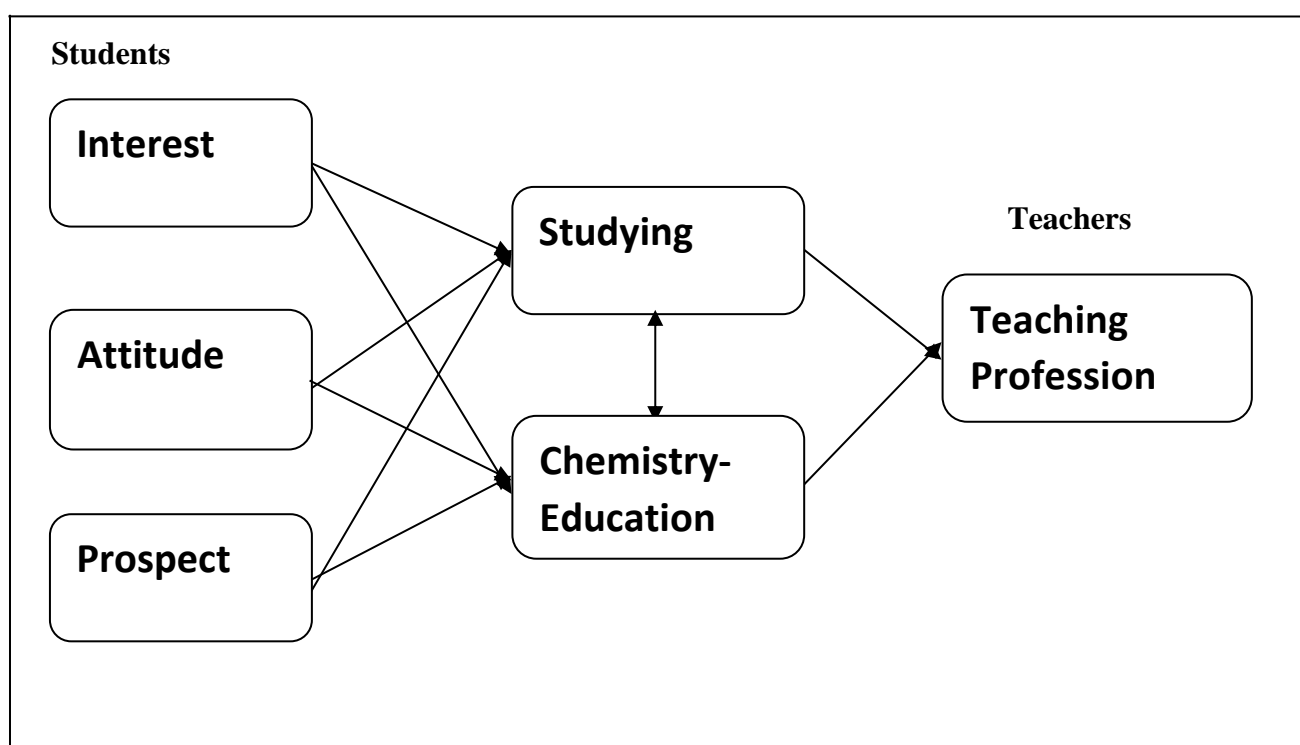 Students
Interest
Attitude
Prospect
Studying
Chemistry-
Education
Teachers
Teaching
Profession